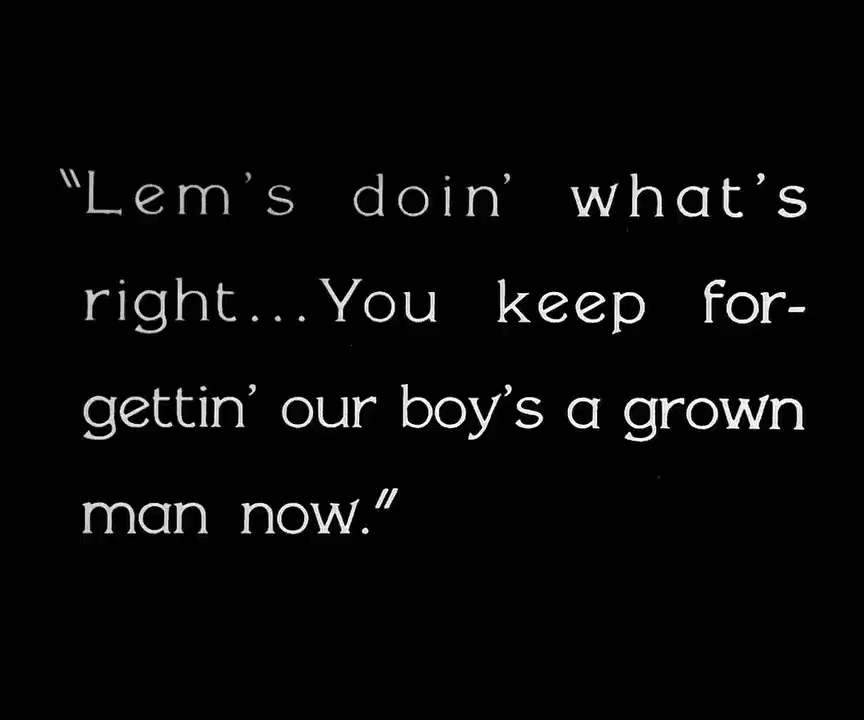 "Lem's doin' what's
right...You keep for-
gettin' our boy's a grown
man now."